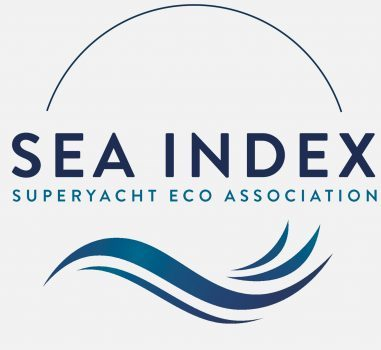 SEA INDEX
SUPERYACHT ECO ASSOCIATION